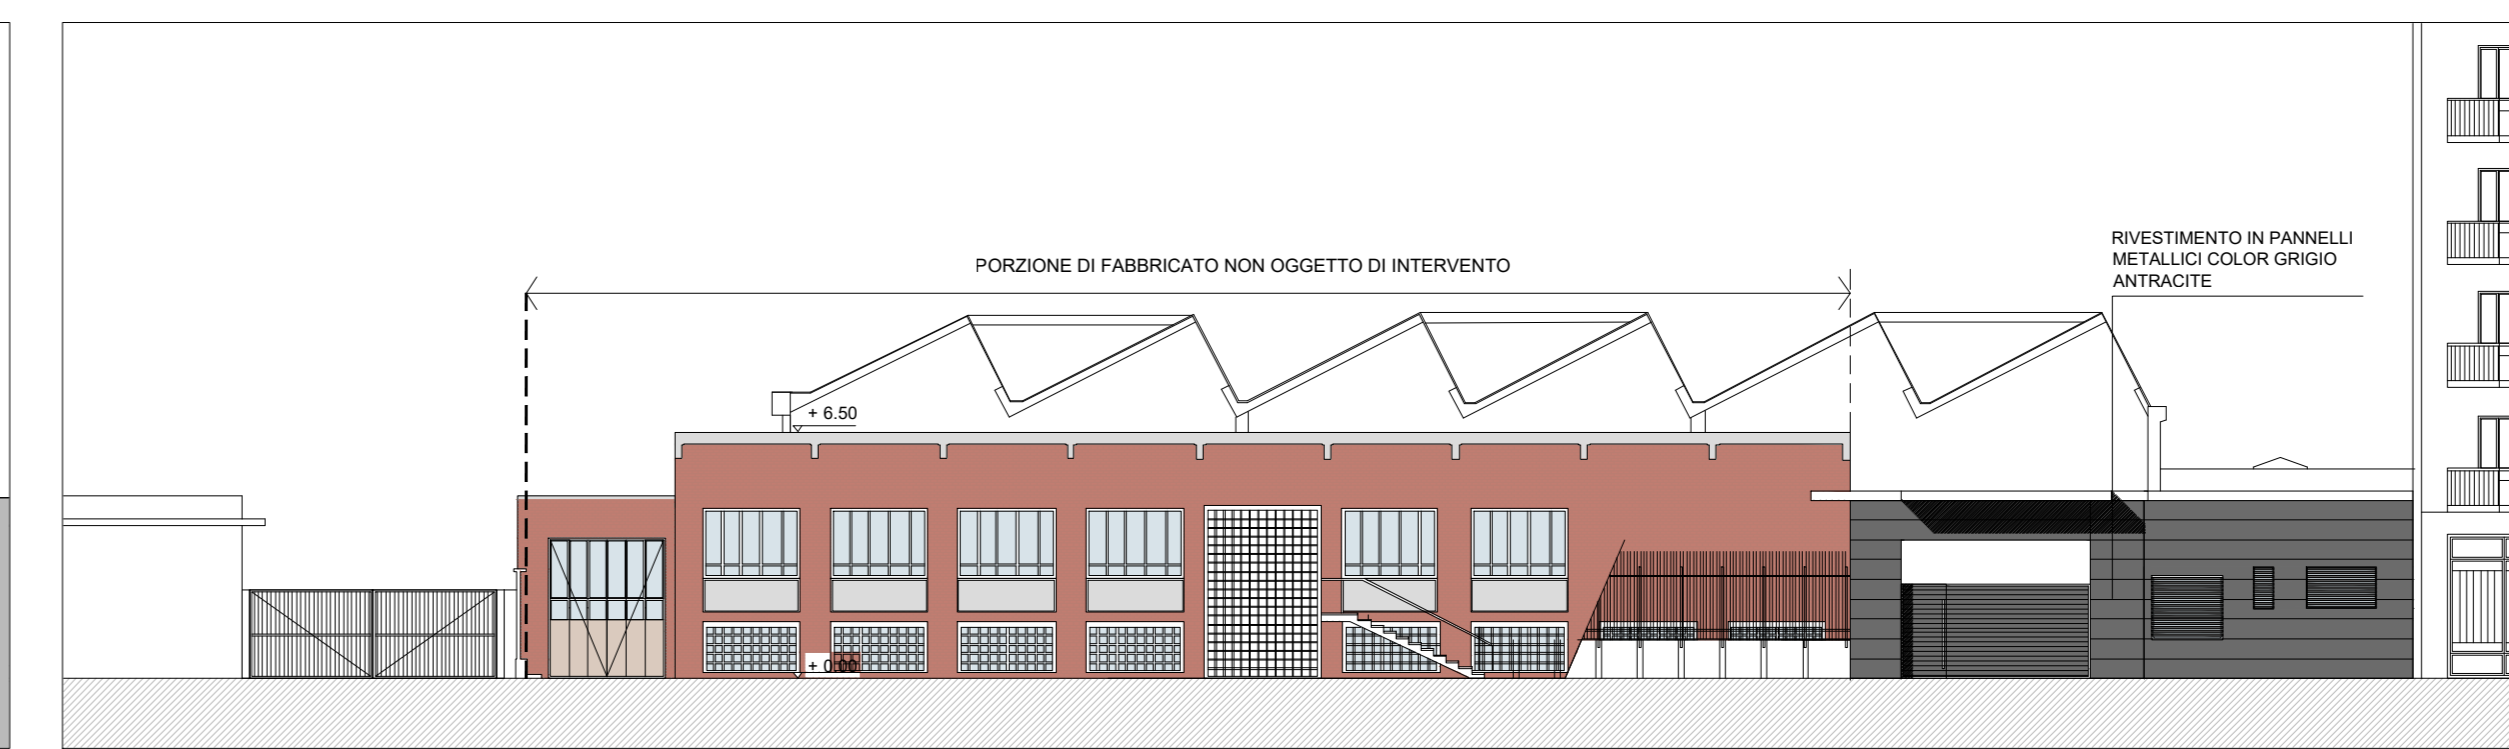 RIVESTIMENTO IN PANNELLI
METALLICI COLOR GRIGIO
ANTRACITE
PORZIONE DI FABBRICATO NON OGGETTO DI INTERVENTO
+ 6.50
+ 0.00